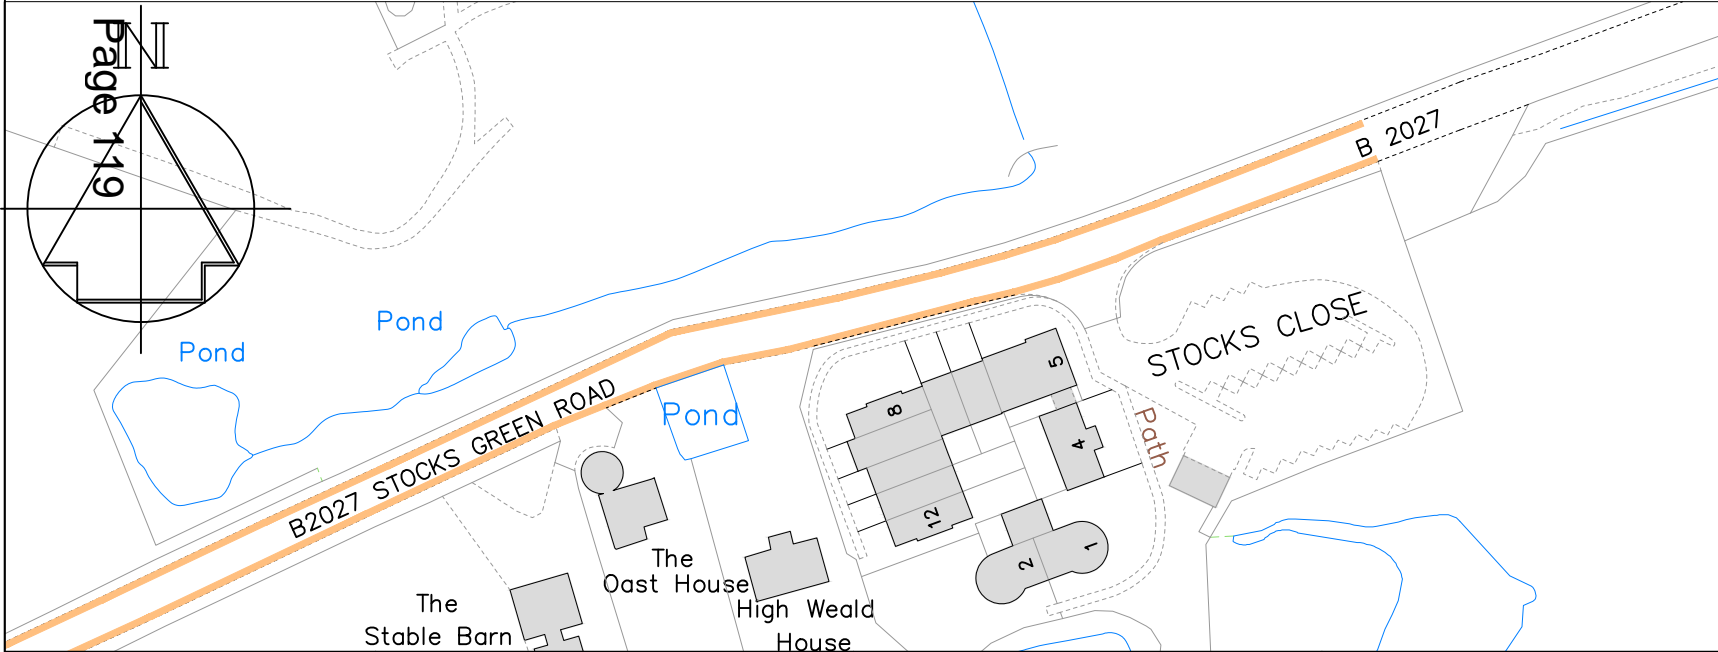 Page 119
N
B 2027
Pond
Pond
STOCKS CLOSE
B2027 STOCKS GREEN ROAD
Pond
Path
5
8
4
12
1
2
The
Oast House
High Weald
House
The
Stable Barn